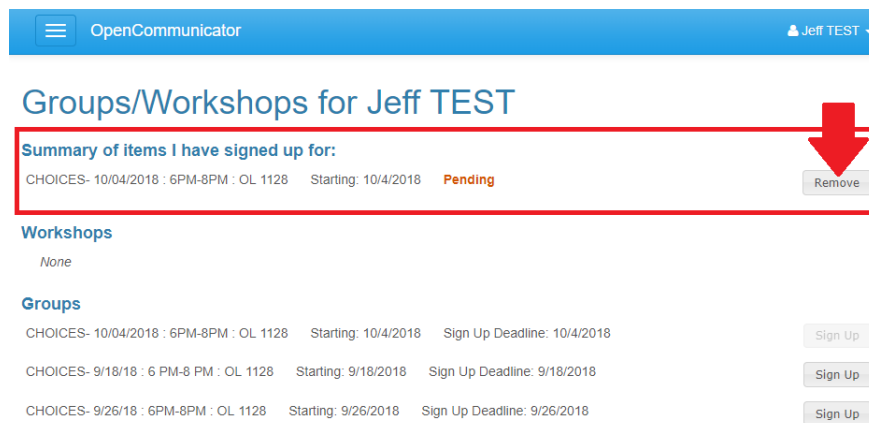 OpenCommunicator Jeff TEST
Groups/Workshops for Jeff TEST
Summary of items I have signed up for:
CHOICES- 10/04/2018 : 6PM-8PM : OL 1128 Starting: 10/4/2018 Pending Remove
Workshops
None
Groups
CHOICES- 10/04/2018 : 6PM-8PM : OL 1128 Starting: 10/4/2018 Sign Up Deadline: 10/4/2018 Sign Up
CHOICES- 9/18/18 : 6 PM-8 PM : OL 1128 Starting: 9/18/2018 Sign Up Deadline: 9/18/2018 Sign Up
CHOICES- 9/26/18 : 6PM-8PM : OL 1128 Starting: 9/26/2018 Sign Up Deadline: 9/26/2018 Sign Up